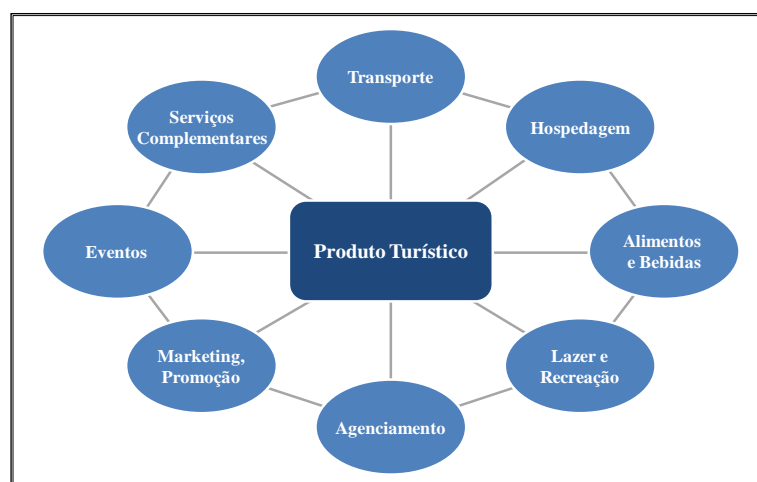 Transporte
Serviços
Complementares
Hospedagem
Eventos
Produto Turístico
Alimentos
e Bebidas
Marketing,
Promoção
Lazer e
Recreação
Agenciamento